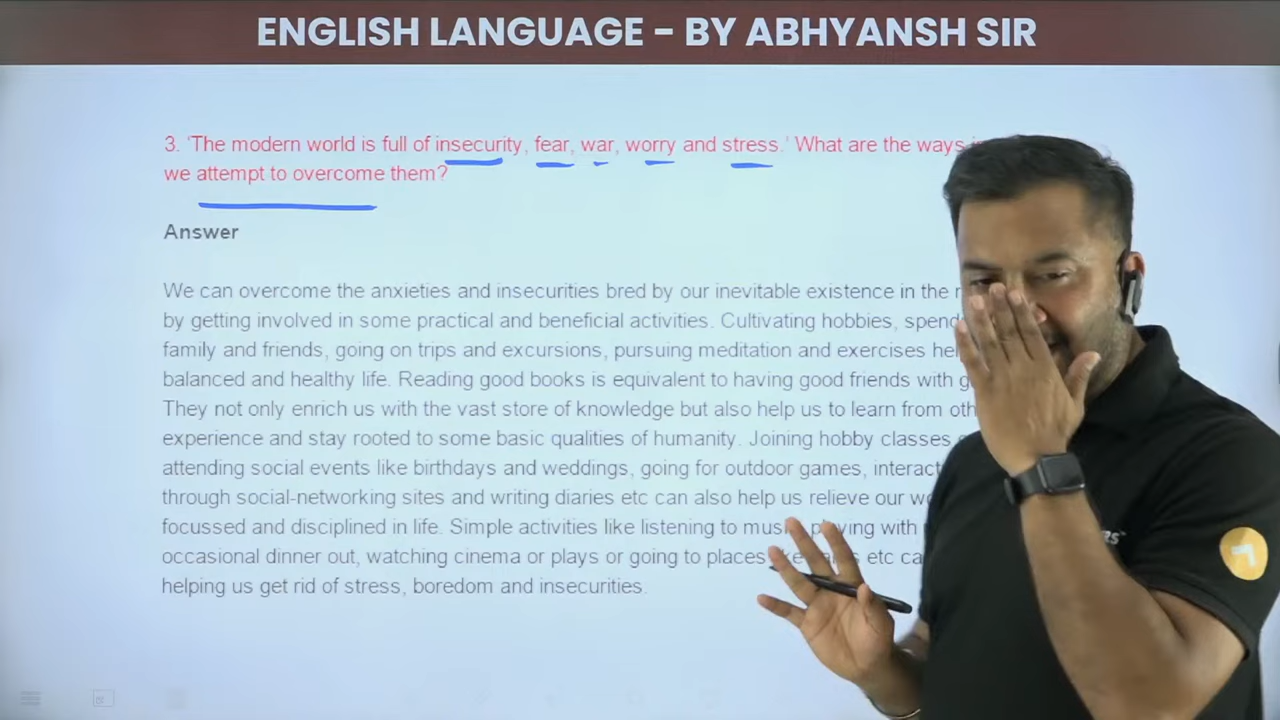 ENGLISH LANGUAGE - BY ABHYANSH SIR
3. 'The modern world is full of insecurity, fear, war, worry and stress.' What are the ways
we attempt to overcome them?
Answer
We can overcome the anxieties and insecurities bred by our inevitable existence in the
by getting involved in some practical and beneficial activities. Cultivating hobbies,
family and friends, going on trips and excursions, pursuing meditation and exercises
balanced and healthy life. Reading good books is equivalent to having good friends with
They not only enrich us with the vast store of knowledge but also help us to learn from
experience and stay rooted to some basic qualities of humanity. Joining hobby classes
attending social events like birthdays and weddings, going for outdoor games,
through social-networking sites and writing diaries etc can also help us relieve our
focussed and disciplined in life. Simple activities like listening to music, playing with
occasional dinner out, watching cinema or plays or going to places etc
helping us get rid of stress, boredom and insecurities.